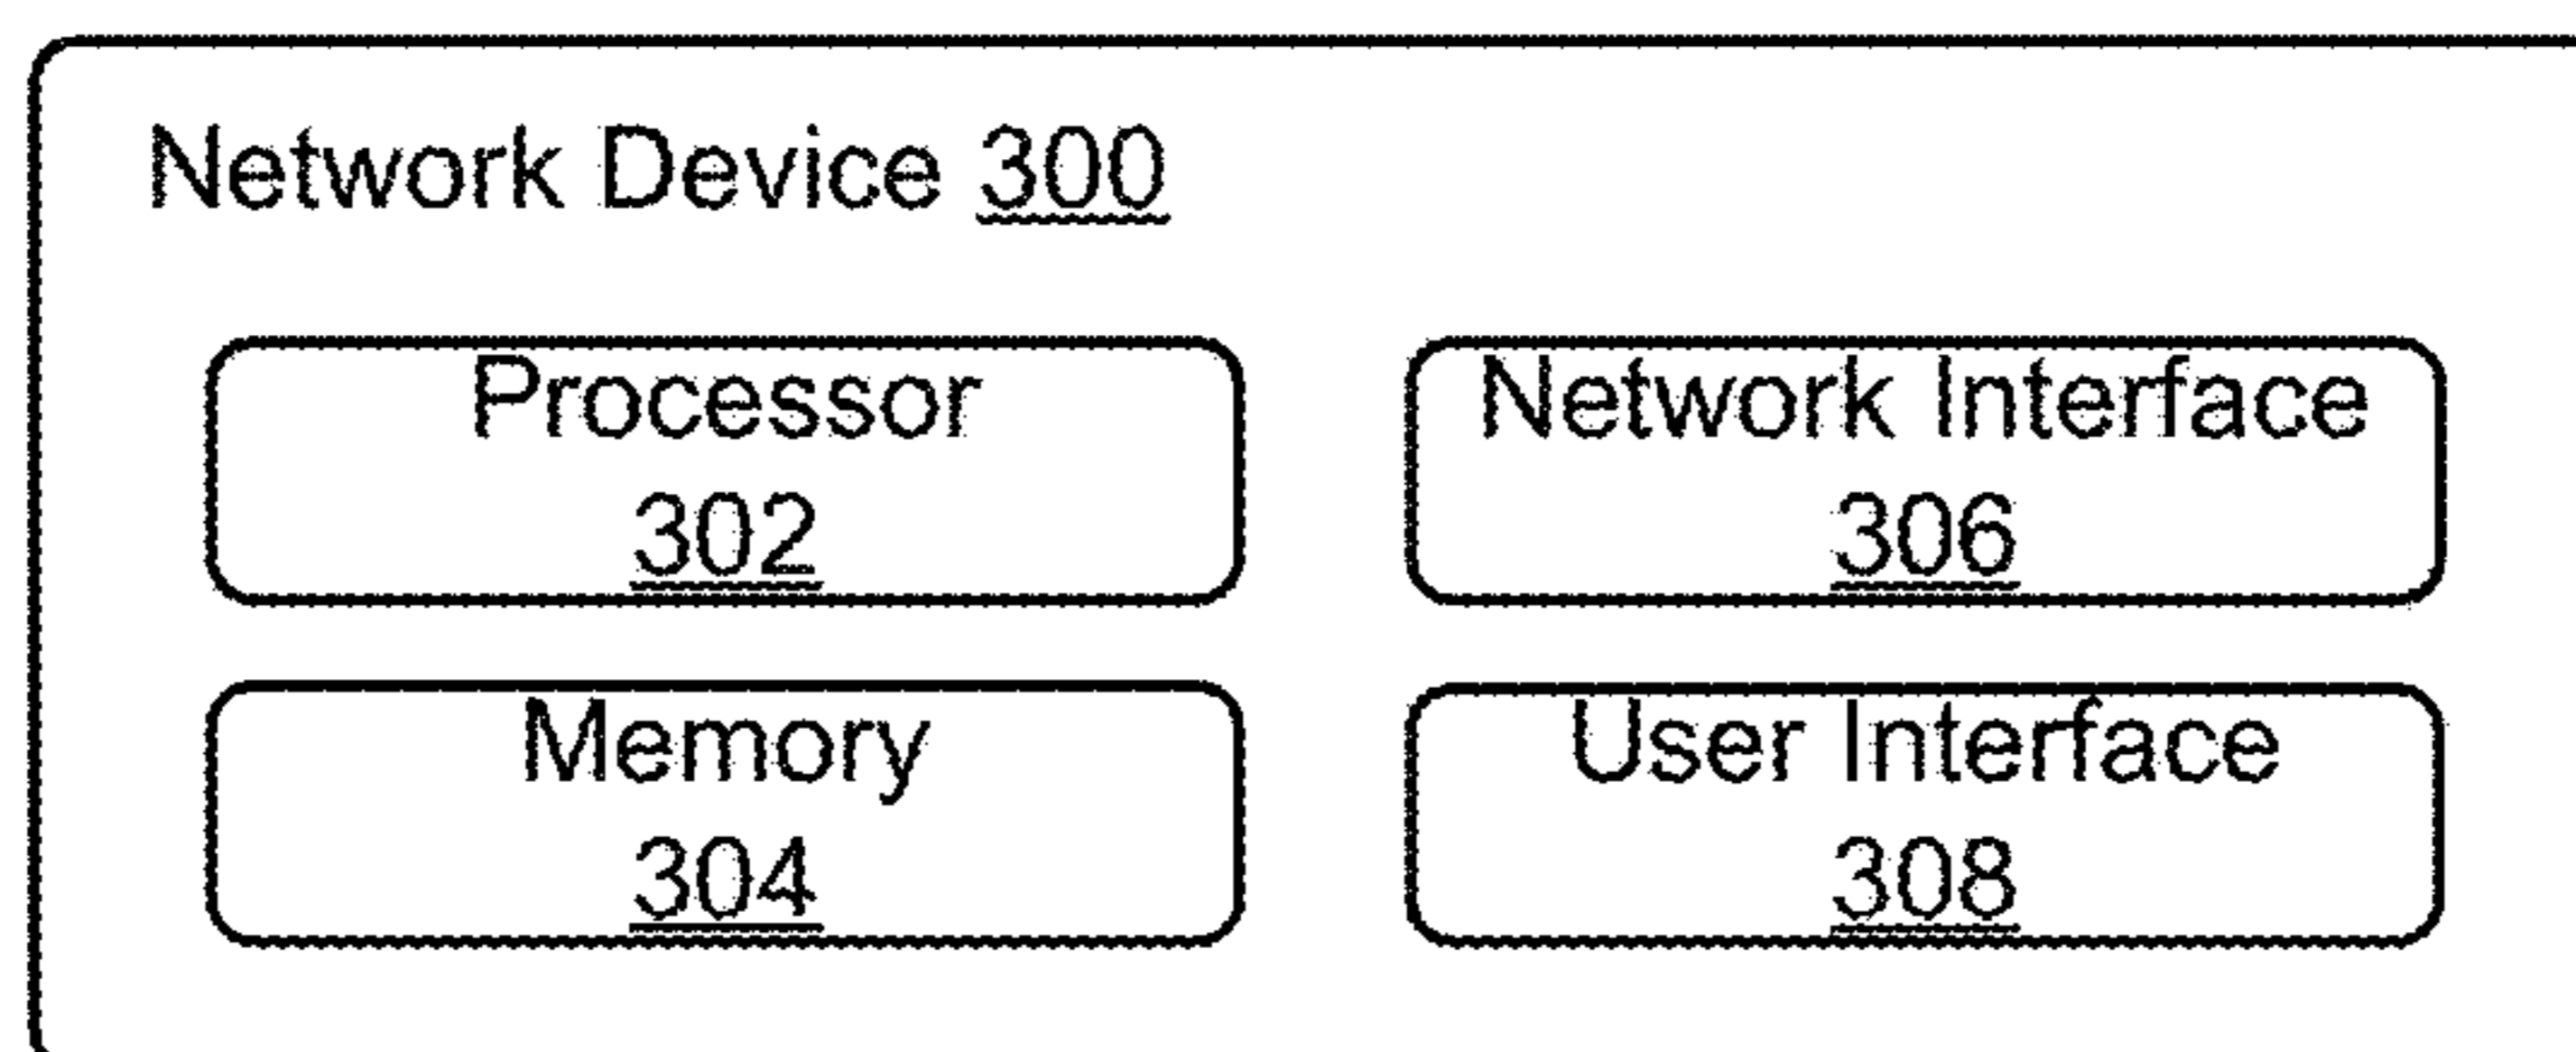 Network Device 300
Processor
302
Network Interface
306
Memory
304
User Interface
308